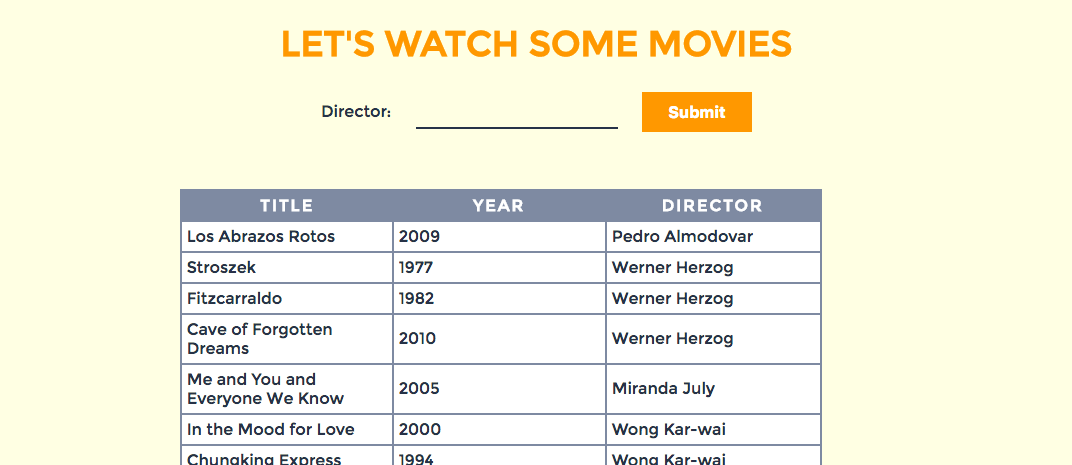 LET'S WATCH SOME MOVIES
Director:
Submit
TITLE YEAR DIRECTOR
Los Abrazos Rotos 2009 Pedro Almodovar
Stroszek 1977 Werner Herzog
Fitzcarraldo 1982 Werner Herzog
Cave of Forgotten
Dreams 2010 Werner Herzog
Me and You and
Everyone We Know 2005 Miranda July
In the Mood for Love 2000 Wong Kar-wai
Chungking Express 1994 Wong Kar-wai